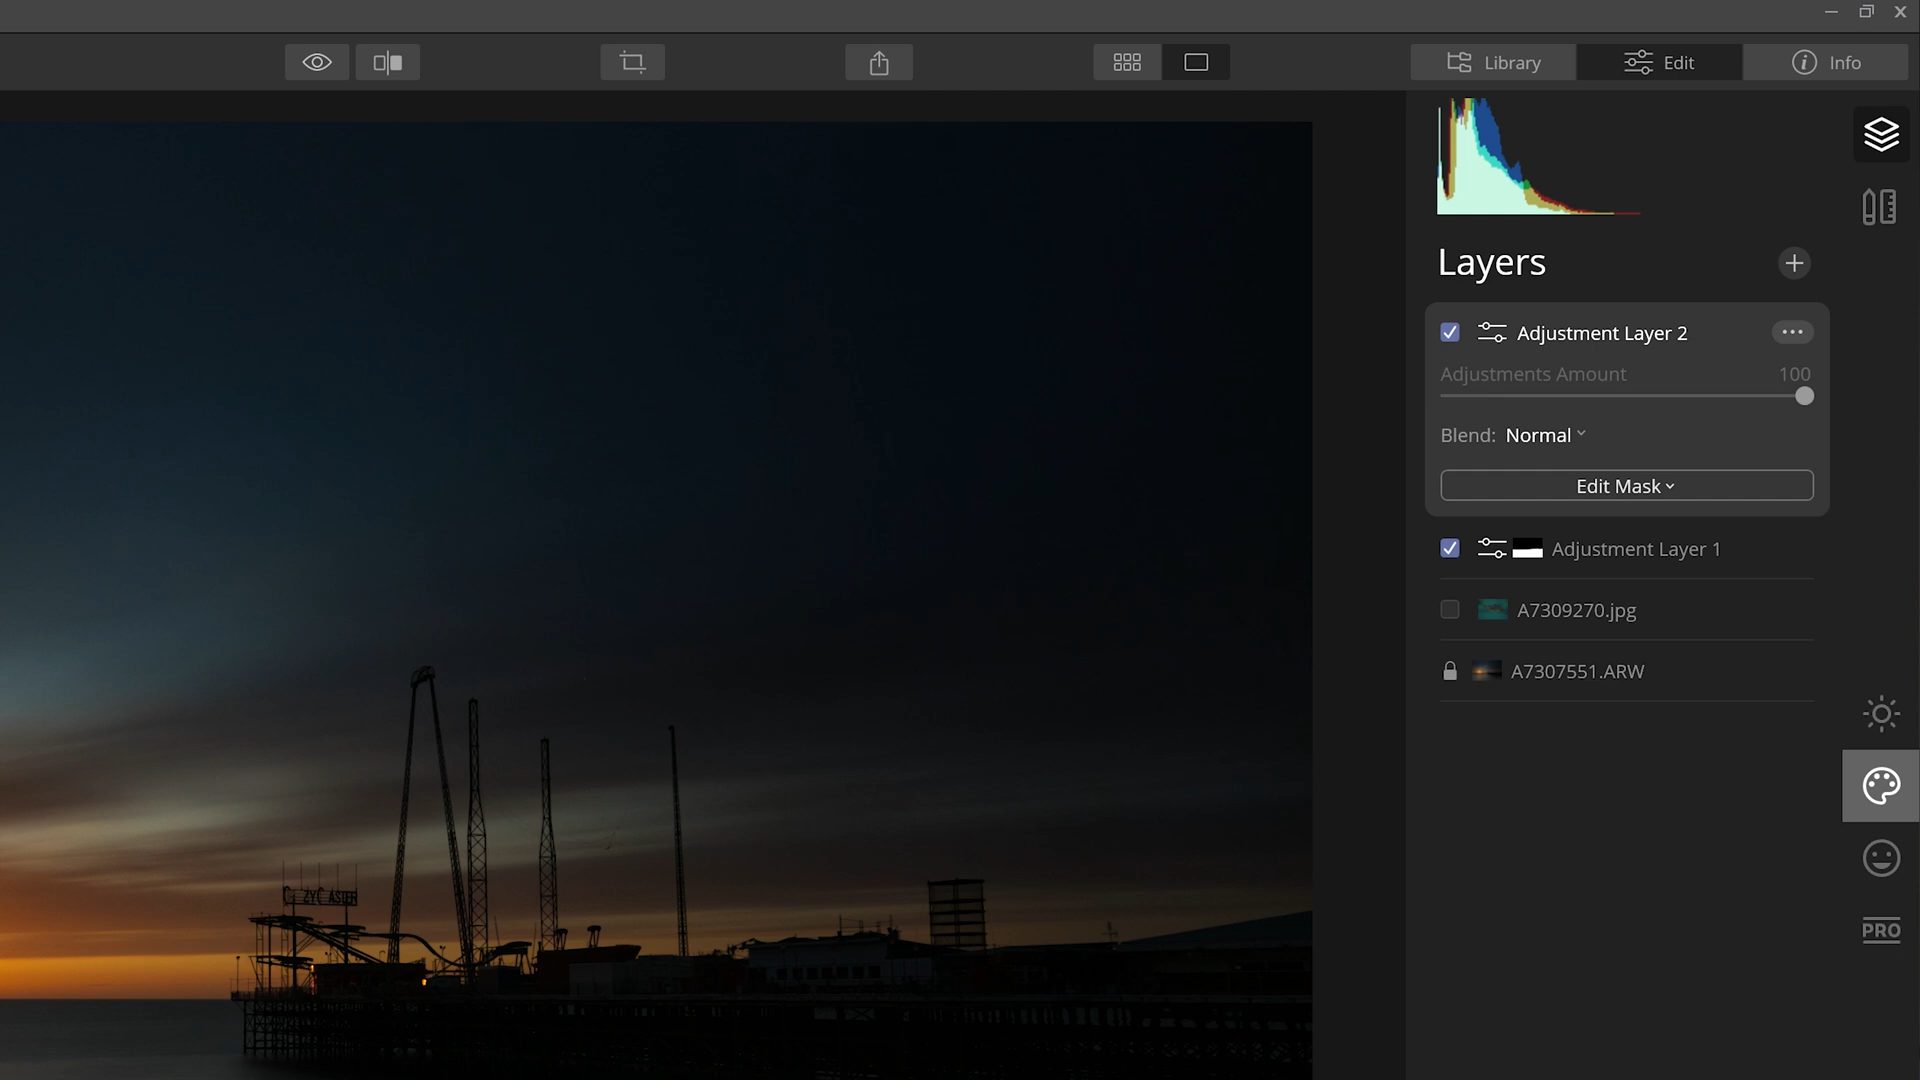 Library
Edit
Info
Layers
Adjustment Layer 2
Adjustments Amount 100
Blend: Normal
Edit Mask
Adjustment Layer 1
A7309270.jpg
A7307551.ARW
PRO